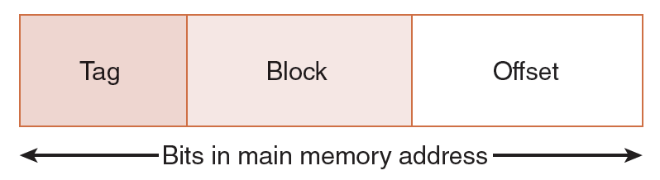 Tag Block Offset
Bits in main memory address